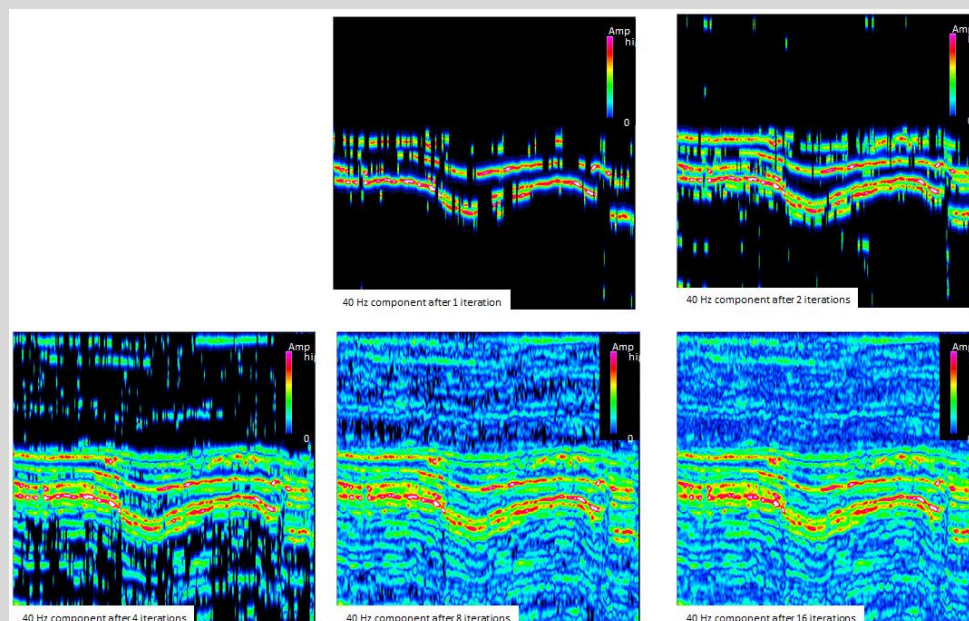 Amp
hi
0
40 Hz component after 1 iteration
Amp
hi
0
40 Hz component after 2 iterations
Amp
hi
0
40 Hz component after 4 iterations
Amp
hi
0
40 Hz component after 8 iterations
Amp
40 Hz component after 16 iterations